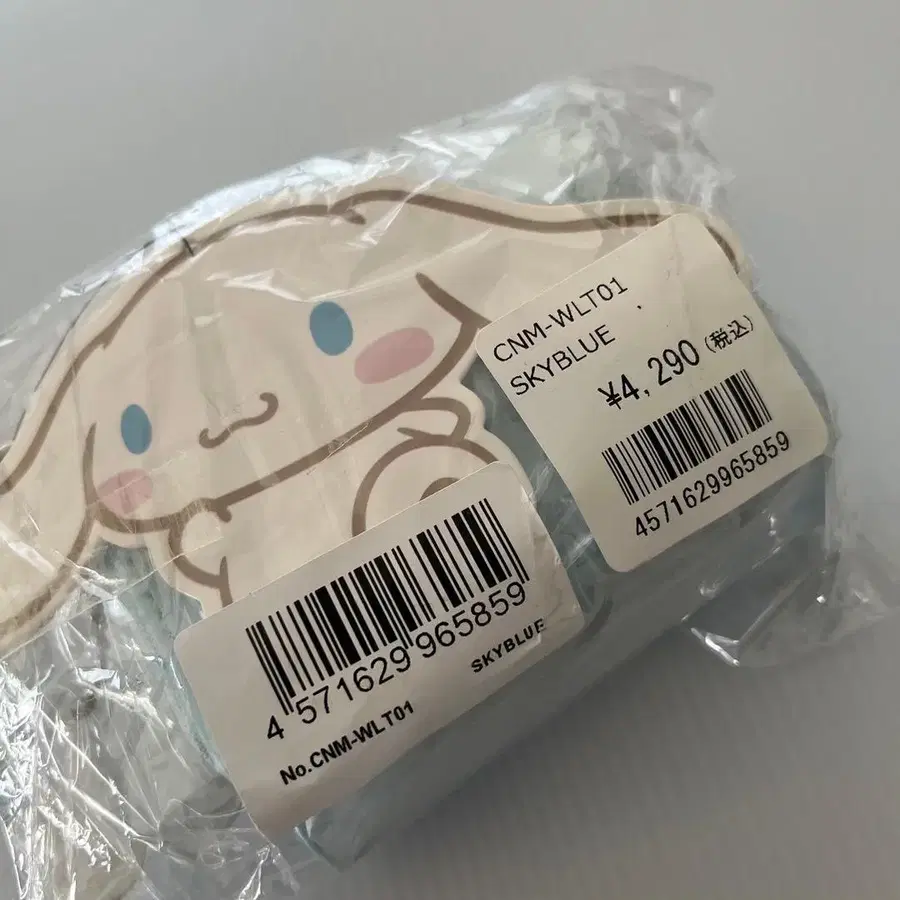 CNM-WLT01
SKYBLUE
¥4,290(税込)
4571629965859
4 571629 965859
No.CNM-WLT01 SKYBLUE